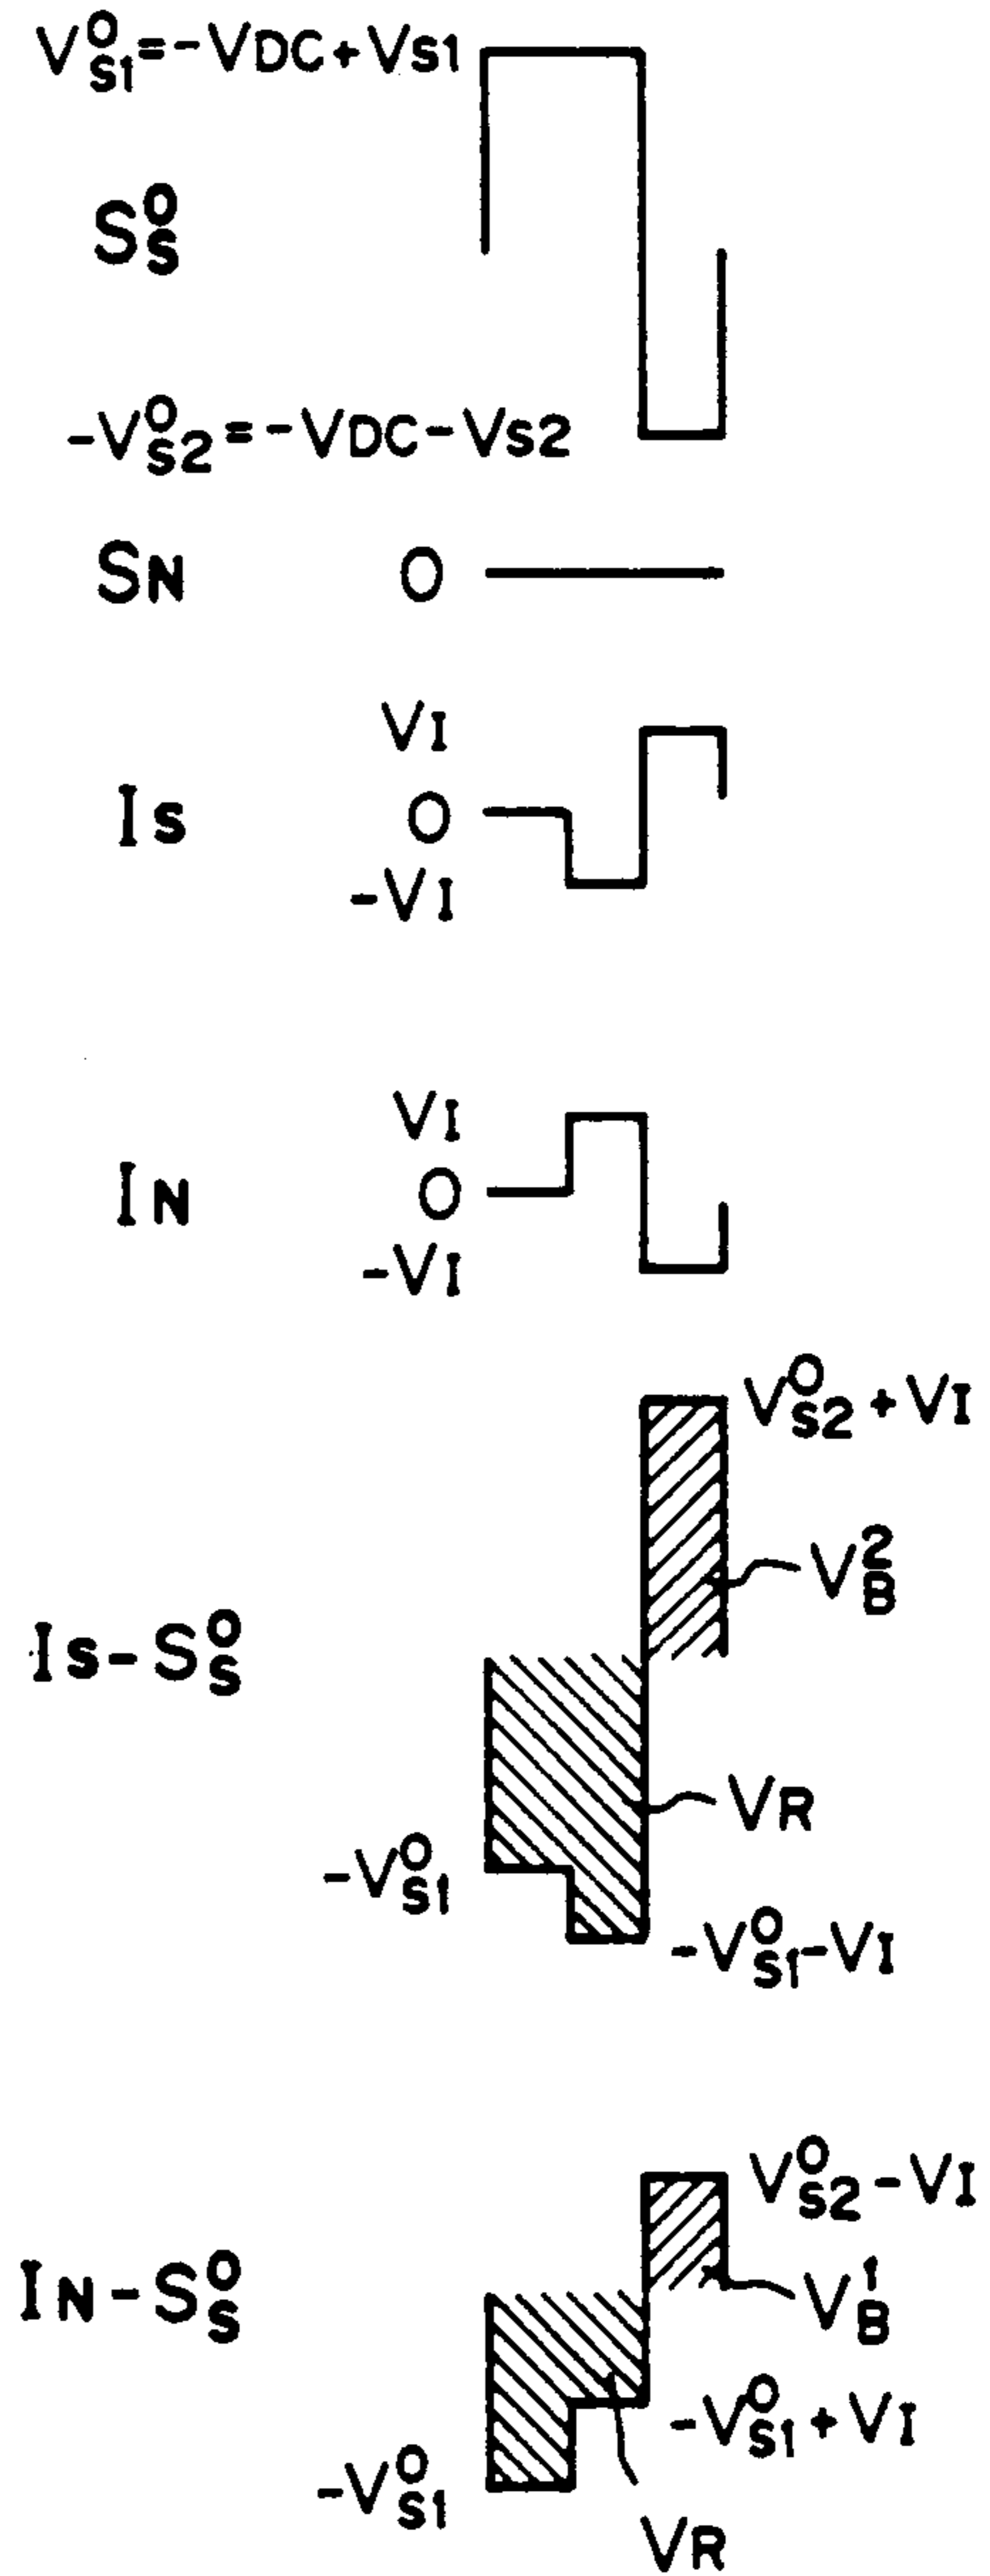 V⁰S1=-VDC+VS1
S⁰S
-V⁰S2=-VDC-VS2
SN 0
VI
IS 0
-VI
VI
IN 0
-VI
V⁰S2+VI
V²B
IS-S⁰S
VR
-V⁰S1
-V⁰S1-VI
V⁰S2-VI
IN-S⁰S
V¹B
-V⁰S1+VI
-V⁰S1
VR